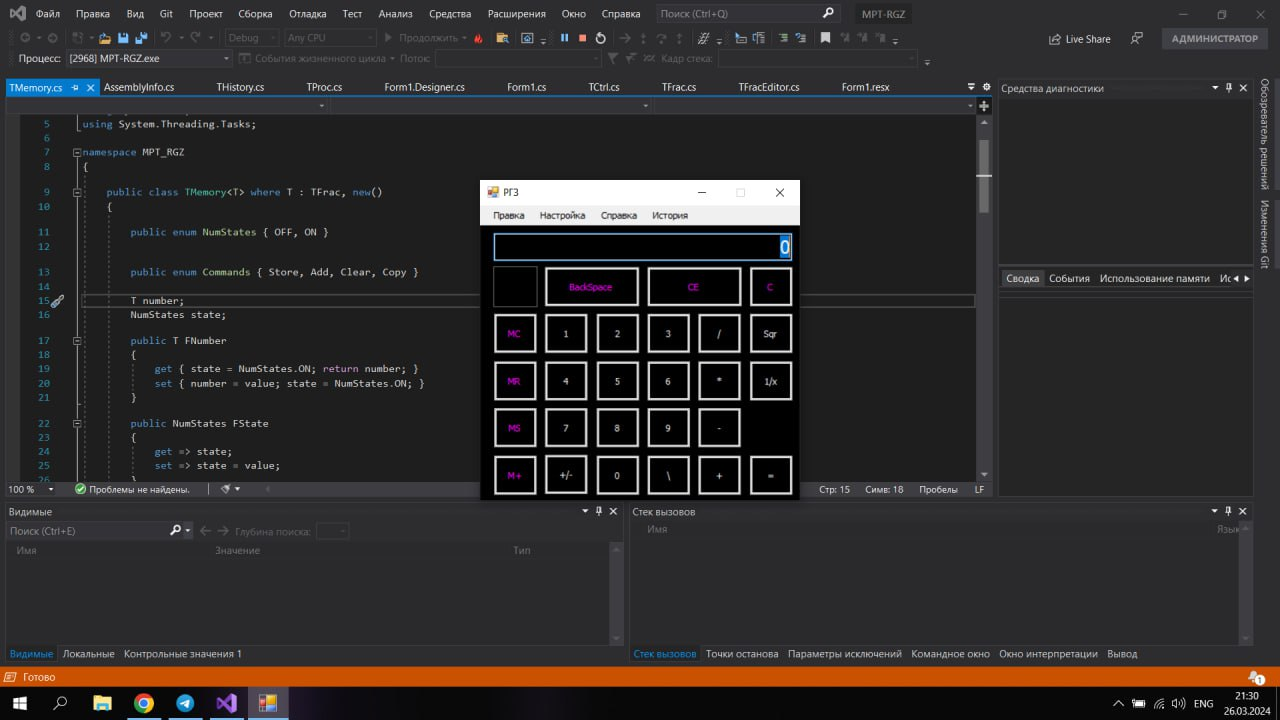 Файл Правка Вид Git Проект Сборка Отладка Тест Анализ Средства Расширения Окно Справка Поиск (Ctrl+Q) MPT-RGZ
Debug Any CPU Продолжить Live Share АДМИНИСТРАТОР
Процесс: [2968] MPT-RGZ.exe События жизненного цикла Поток: Кадр стека:
TMemory.cs AssemblyInfo.cs THistory.cs TProc.cs Form1.Designer.cs Form1.cs TCtrl.cs TFrac.cs TFracEditor.cs Form1.resx
Средства диагностики
Обозреватель решений
Изменения Git
5 using System.Threading.Tasks;
6
7 namespace MPT_RGZ
8 {
9 public class TMemory<T> where T : TFrac, new()
10 {
11 public enum NumStates { OFF, ON }
12
13 public enum Commands { Store, Add, Clear, Copy }
14
15 T number;
16 NumStates state;
17 public T FNumber
18 {
19 get { state = NumStates.ON; return number; }
20 set { number = value; state = NumStates.ON; }
21 }
22 public NumStates FState
23 {
24 get => state;
25 set => state = value;
26 }
РГЗ
Правка Настройка Справка История
0
BackSpace CE C
MC 1 2 3 / Sqr
MR 4 5 6 * 1/x
MS 7 8 9 -
M+ +/- 0 \ + =
Сводка События Использование памяти Ис
100 % Проблемы не найдены. Стр: 15 Симв: 18 Пробелы LF
Видимые
Поиск (Ctrl+E) Глубина поиска:
Имя Значение Тип
Видимые Локальные Контрольные значения 1
Стек вызовов
Имя Язык
Стек вызовов Точки останова Параметры исключений Командное окно Окно интерпретации Вывод
Готово 1
ENG 21:30
26.03.2024